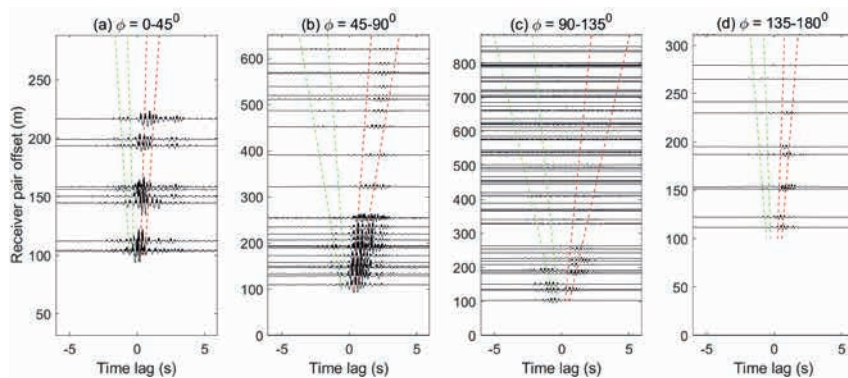 (a) ϕ = 0-45⁰
(b) ϕ = 45-90⁰
(c) ϕ = 90-135⁰
(d) ϕ = 135-180⁰
Receiver pair offset (m)
250
200
150
100
50
600
500
400
300
200
100
0
800
700
600
500
400
300
200
100
0
300
250
200
150
100
50
0
-5 0 5
-5 0 5
-5 0 5
-5 0 5
Time lag (s)
Time lag (s)
Time lag (s)
Time lag (s)